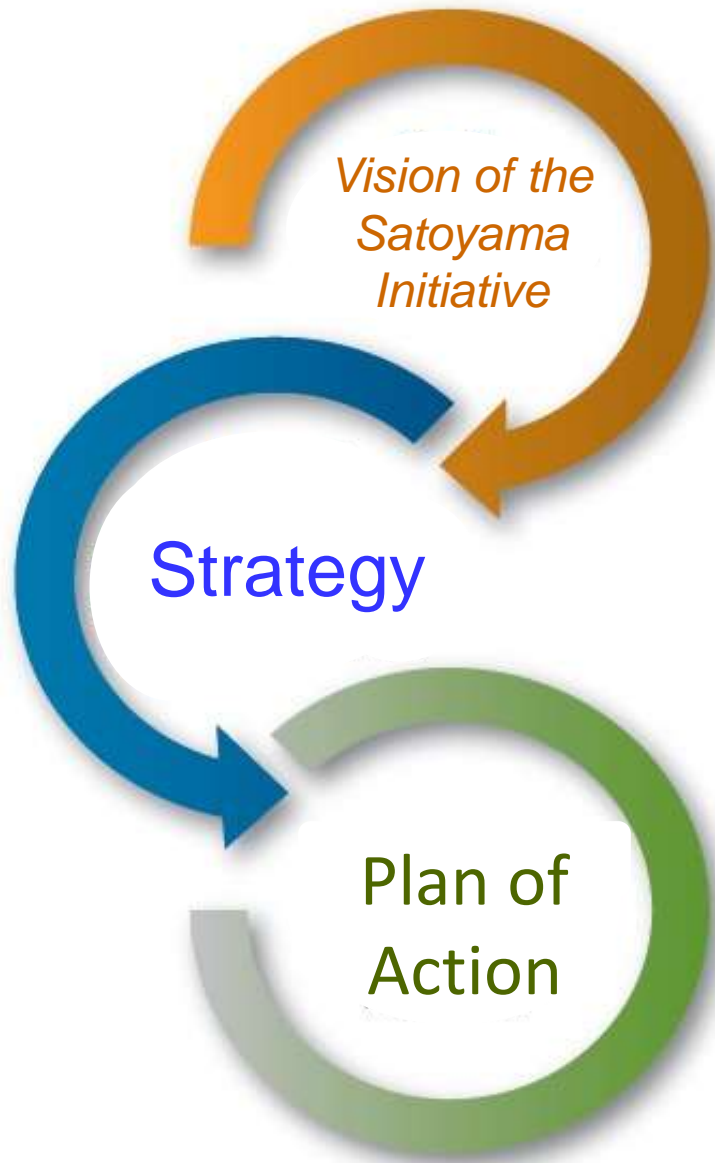 Vision of the
Satoyama
Initiative
Strategy
Plan of
Action